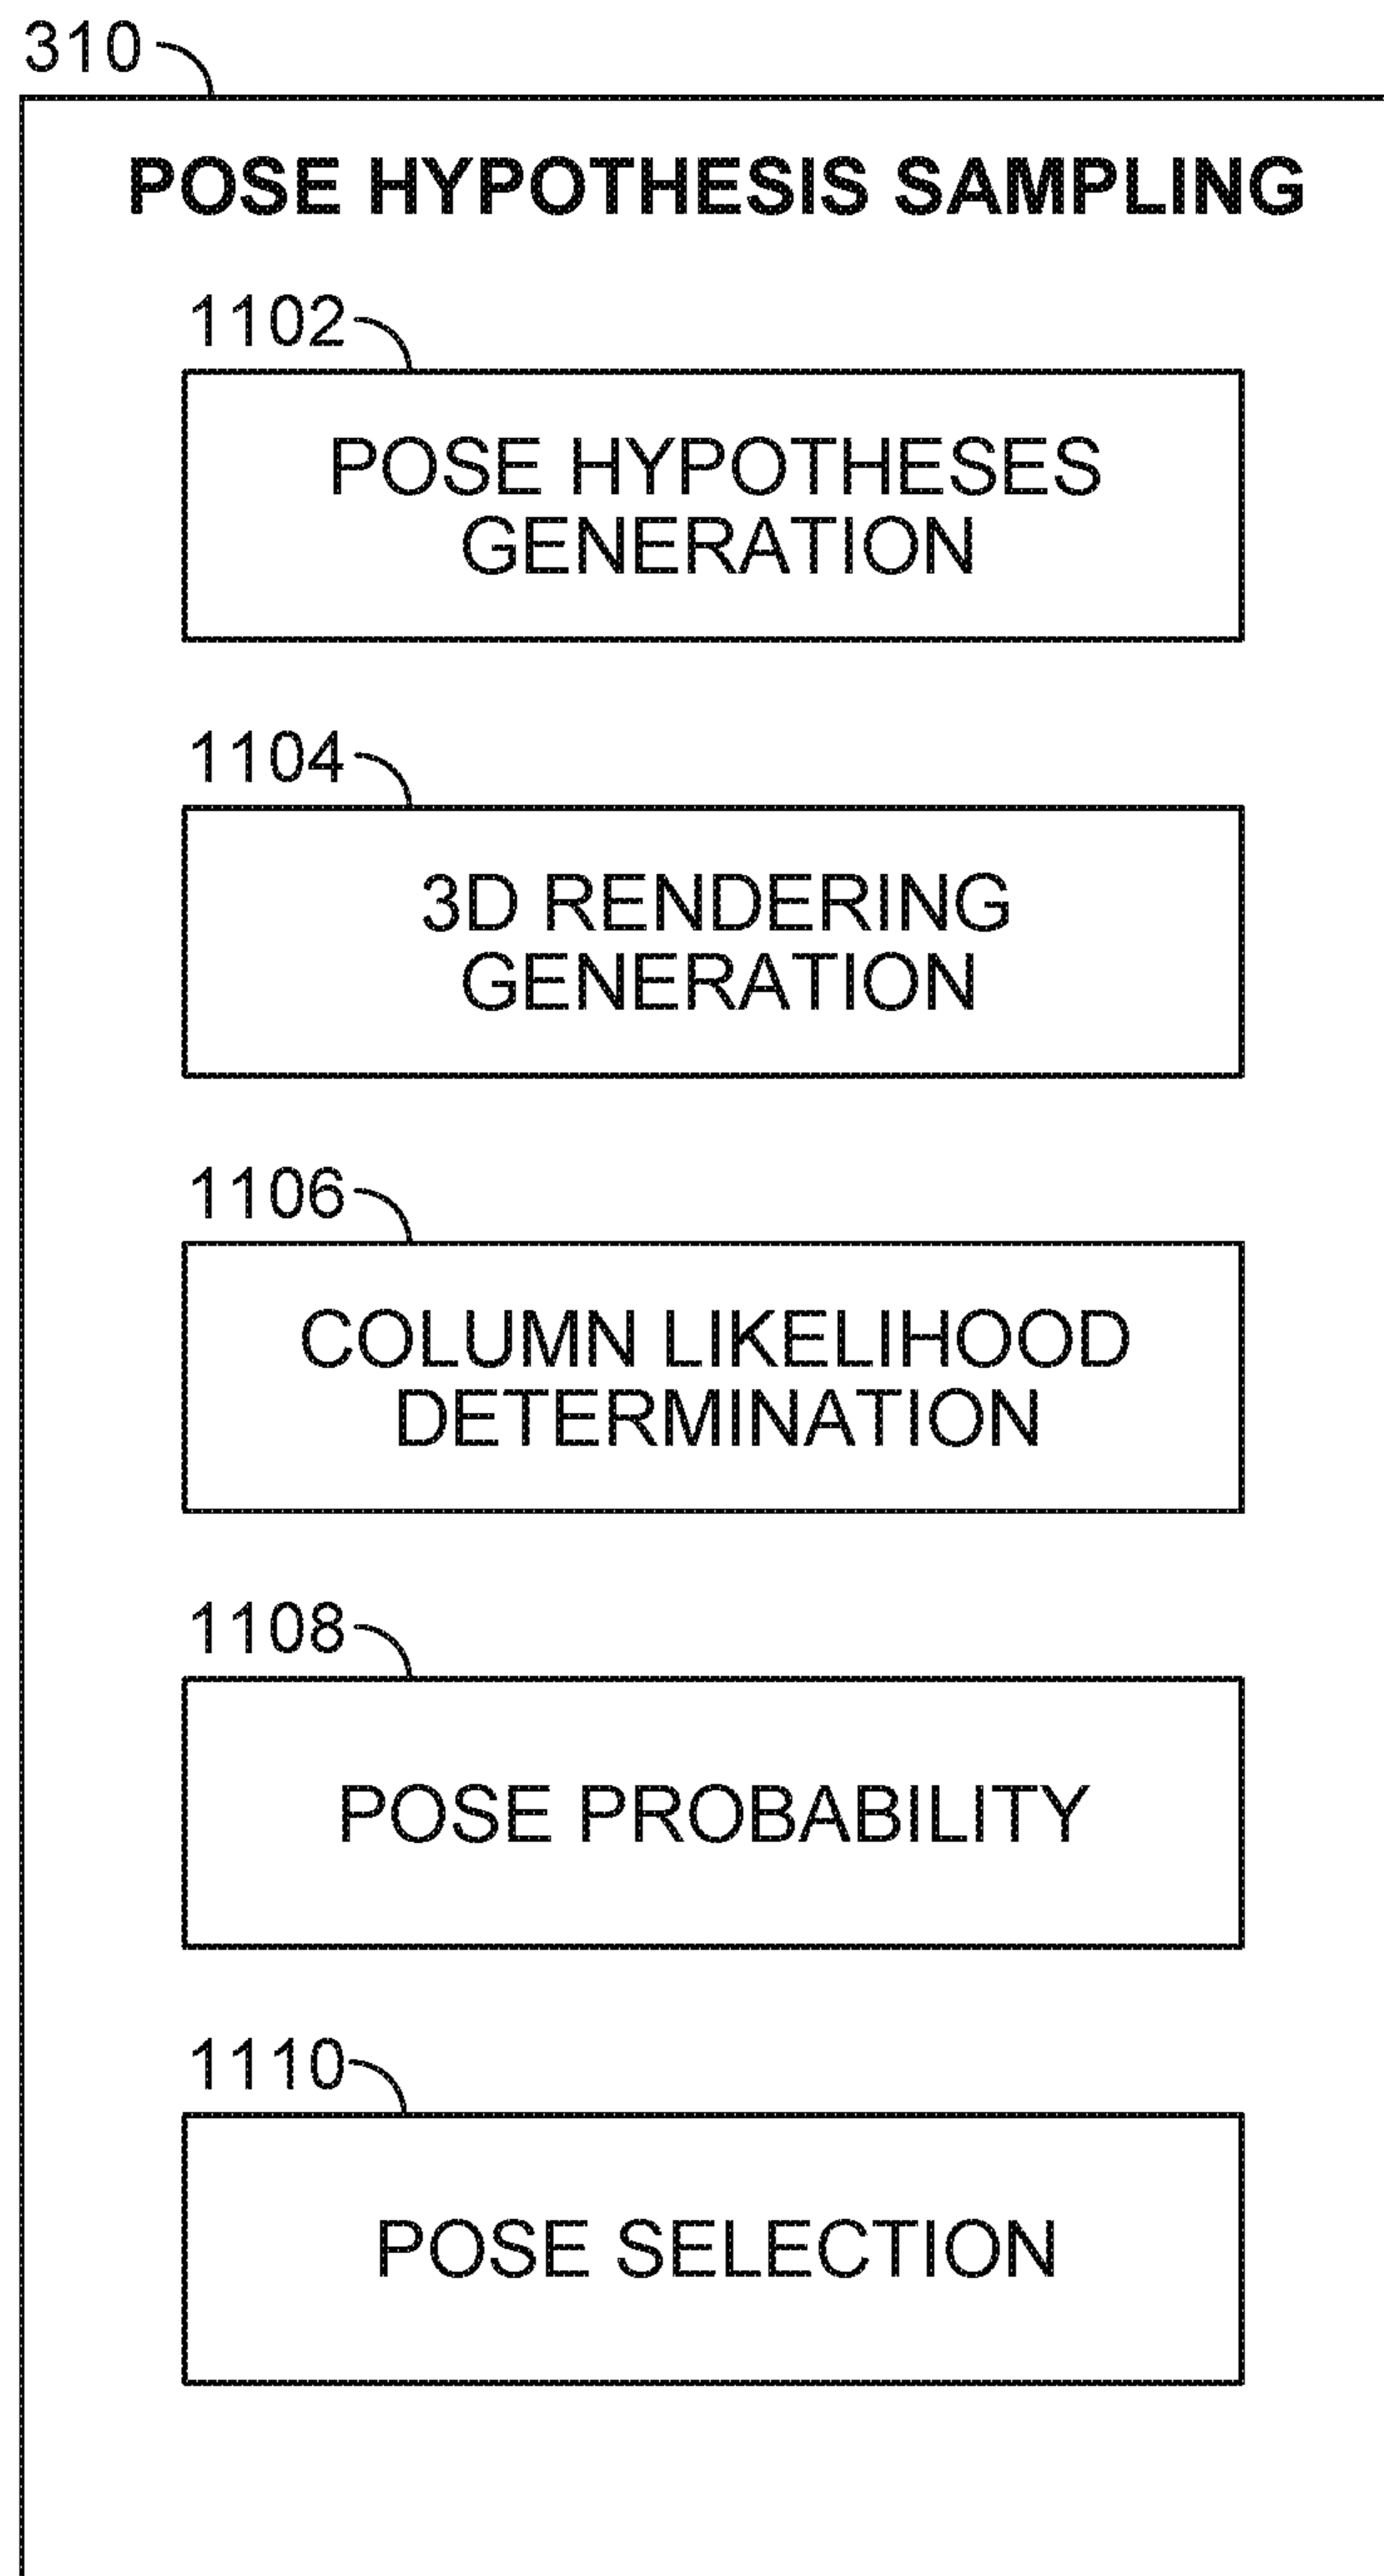 310
POSE HYPOTHESIS SAMPLING
1102
POSE HYPOTHESES
GENERATION
1104
3D RENDERING
GENERATION
1106
COLUMN LIKELIHOOD
DETERMINATION
1108
POSE PROBABILITY
1110
POSE SELECTION